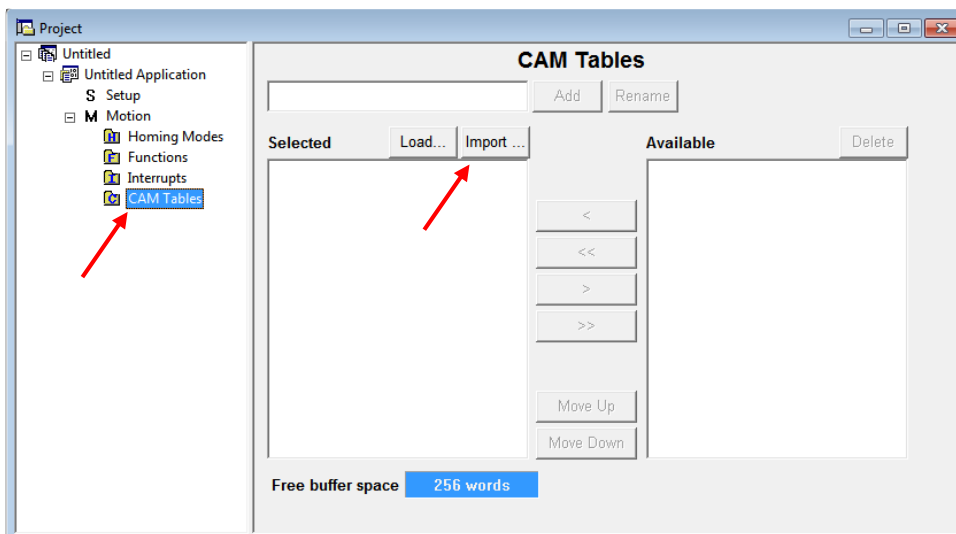 Project
Untitled
Untitled Application
S Setup
M Motion
H Homing Modes
F Functions
I Interrupts
C CAM Tables
CAM Tables
Add Rename
Selected Load... Import ... Available Delete
<
<<
>
>>
Move Up
Move Down
Free buffer space 256 words